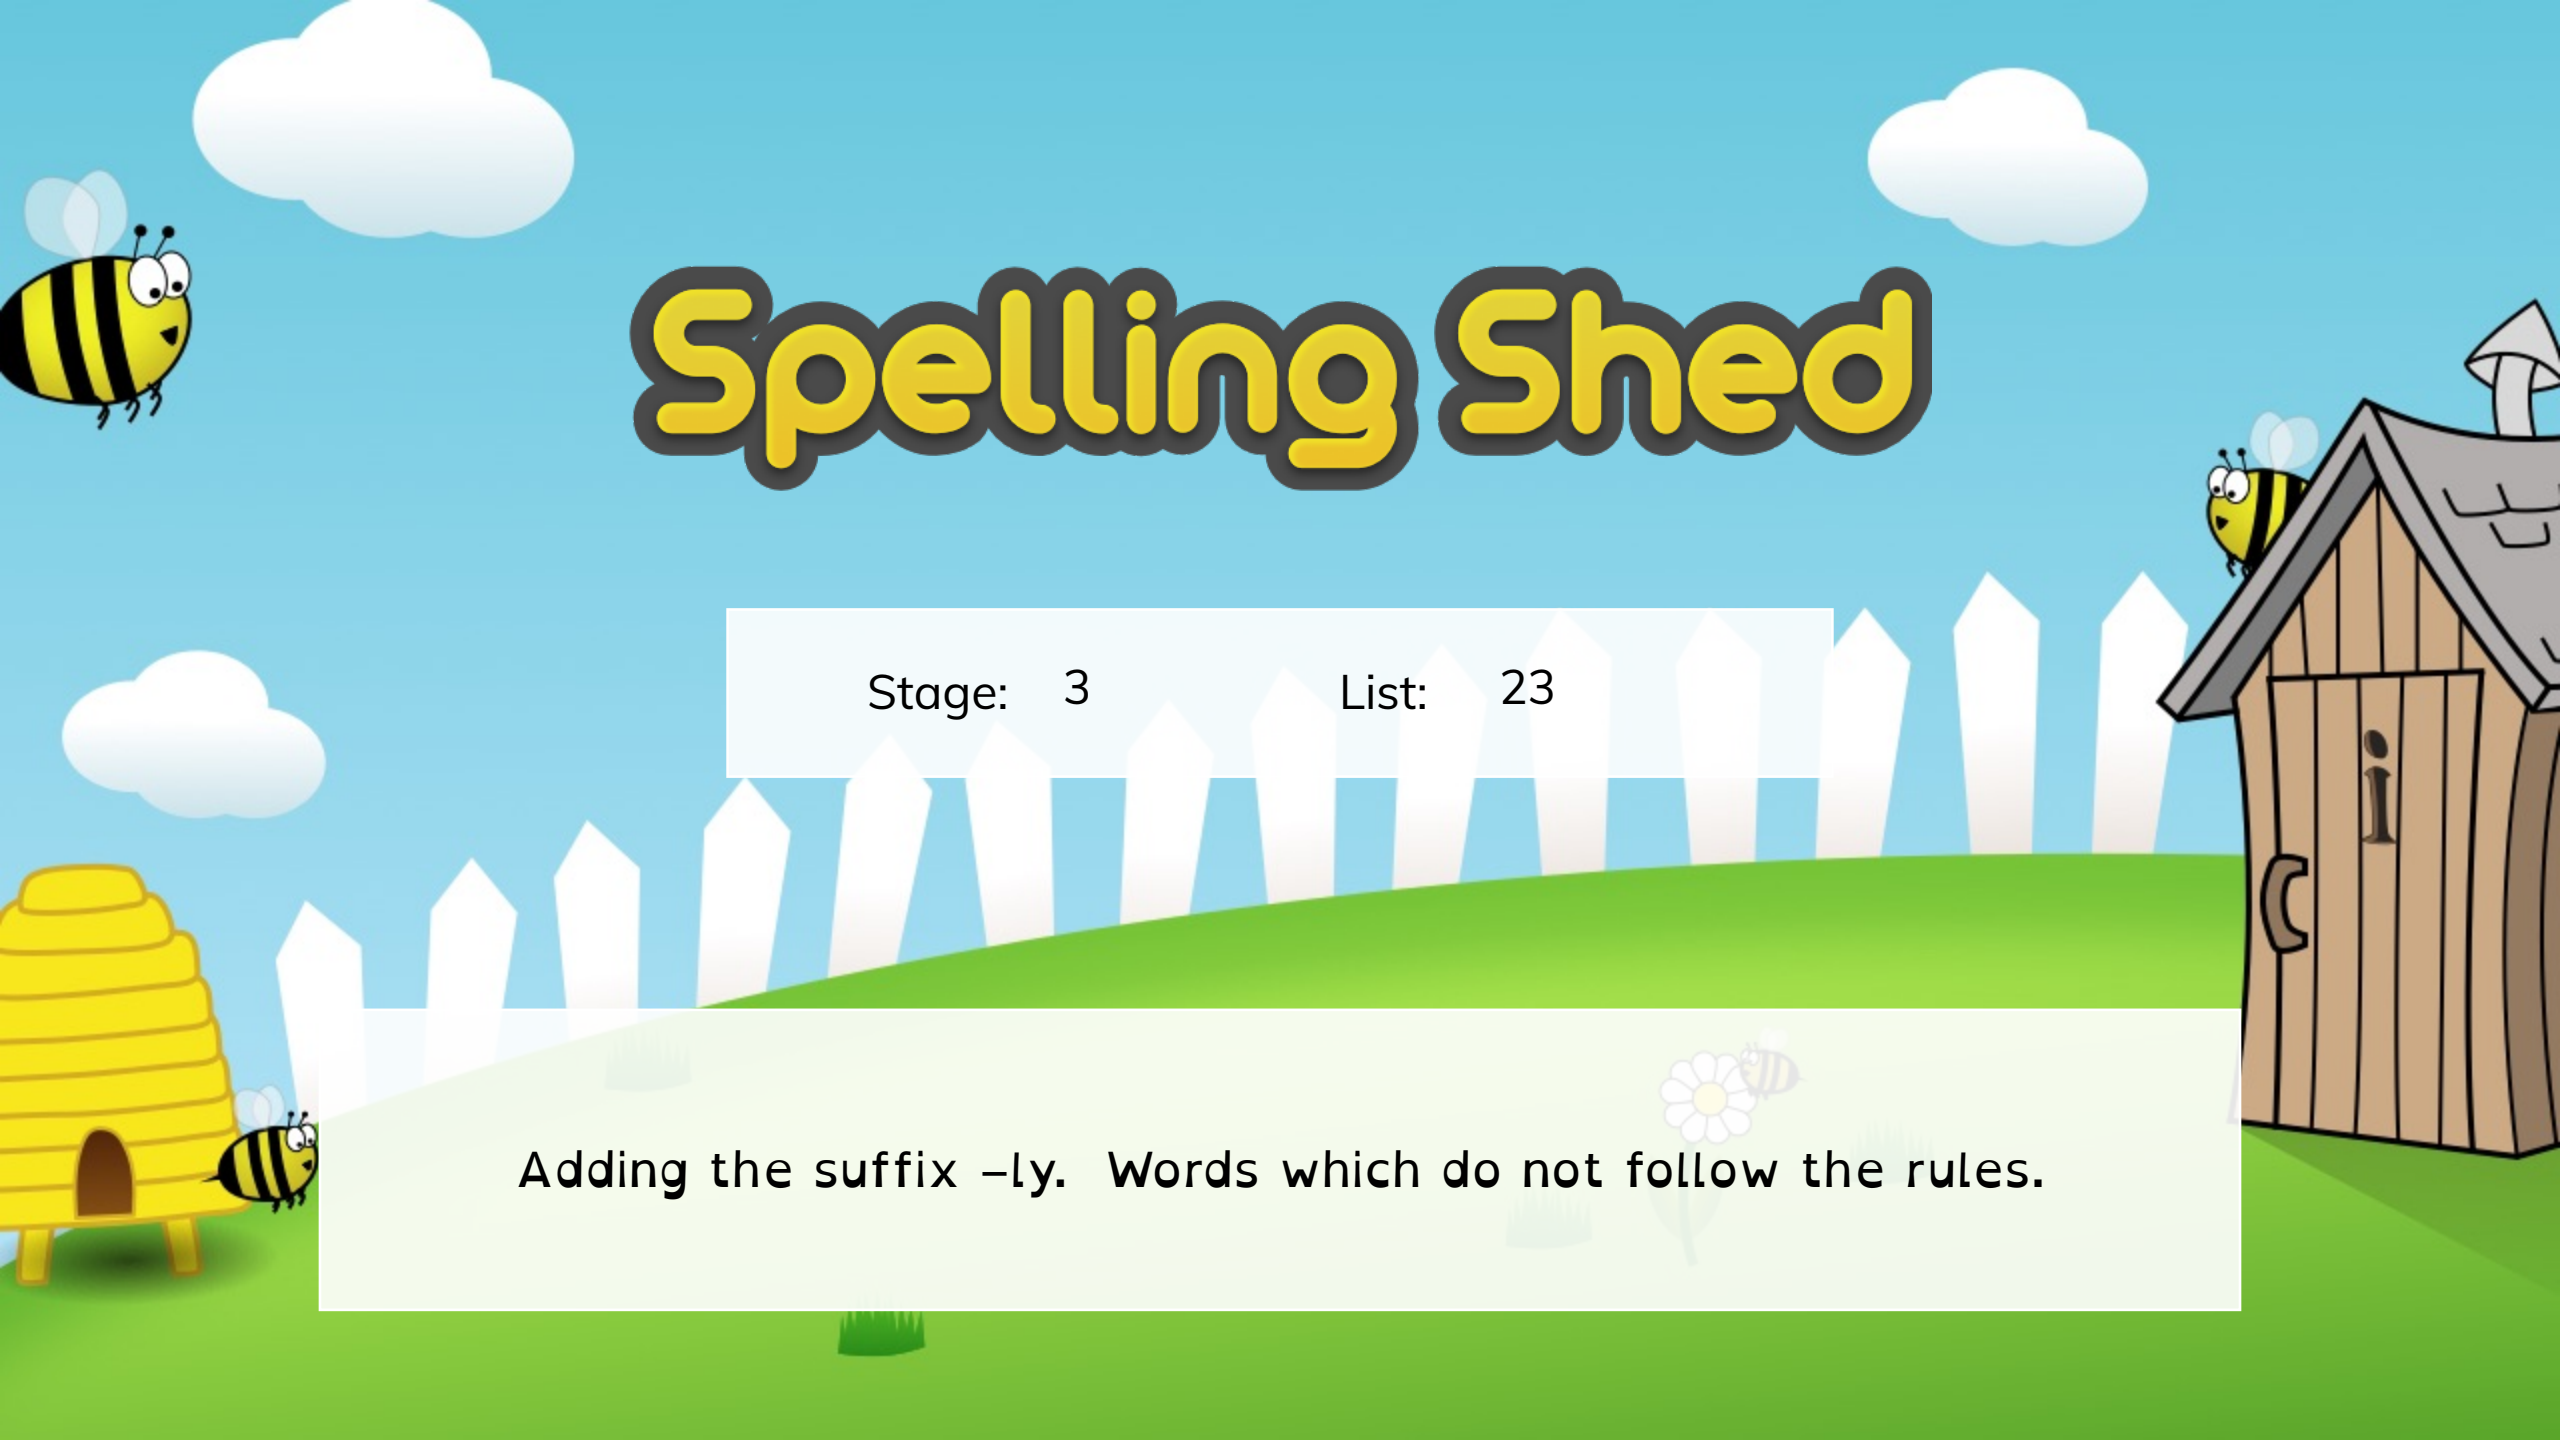 Spelling Shed
Stage: 3 List: 23
i
Adding the suffix –ly.  Words which do not follow the rules.